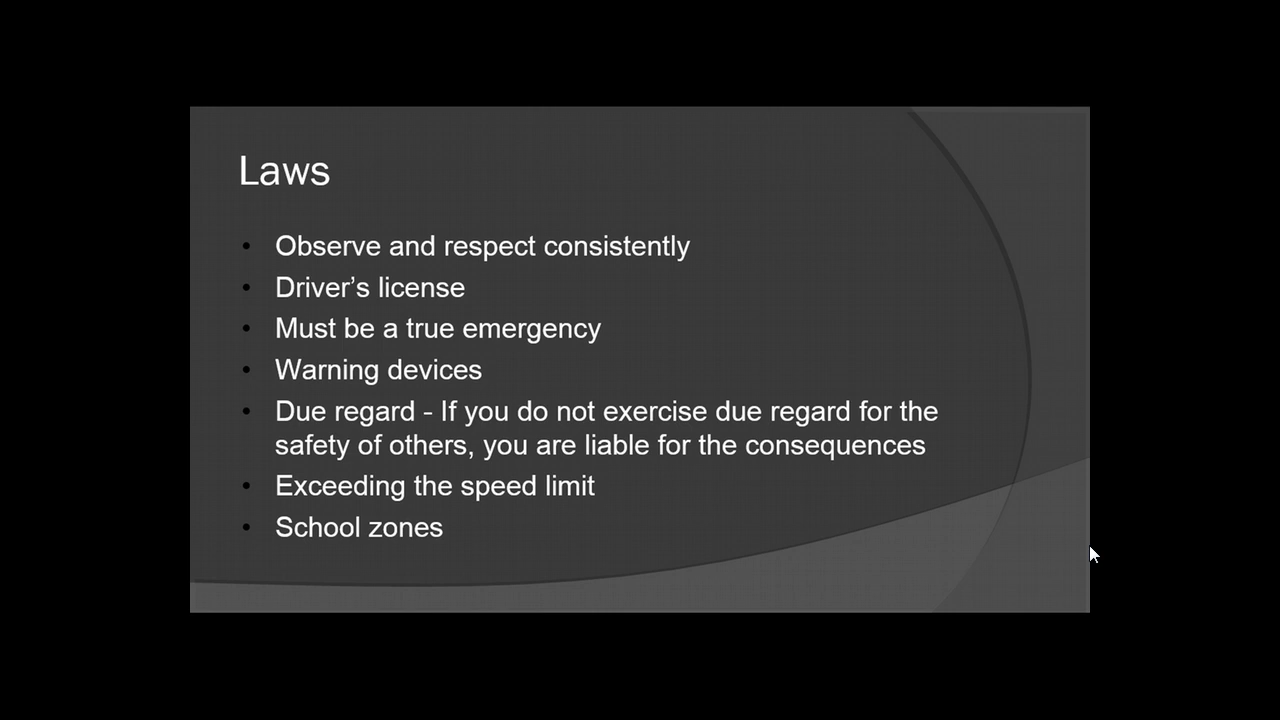 Laws
• Observe and respect consistently
• Driver’s license
• Must be a true emergency
• Warning devices
• Due regard - If you do not exercise due regard for the
safety of others, you are liable for the consequences
• Exceeding the speed limit
• School zones